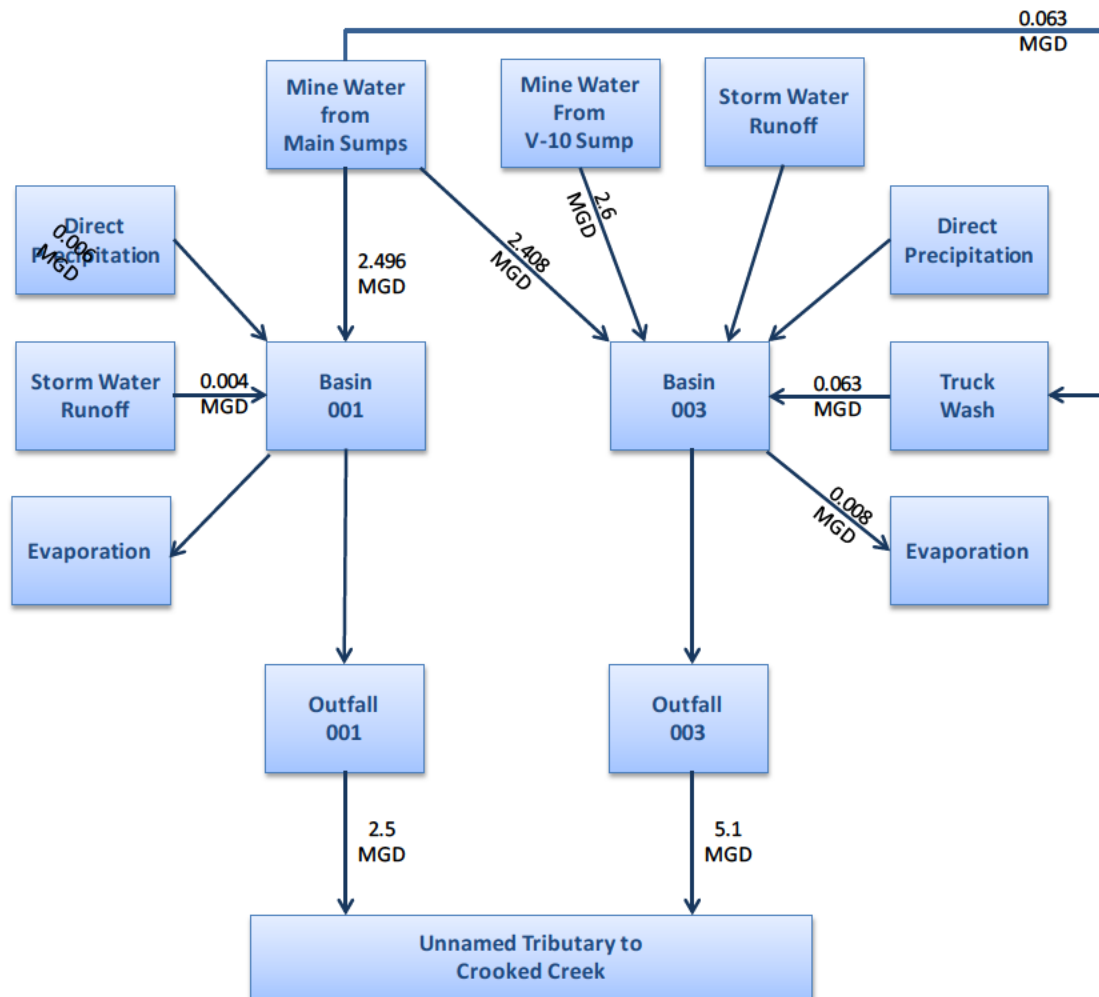 0.063
MGD
Mine Water
from
Main Sumps
Mine Water
From
V-10 Sump
Storm Water
Runoff
Direct
Precipitation
0.006
MGD
2.496
MGD
2.408
MGD
2.6
MGD
Direct
Precipitation
Storm Water
Runoff
0.004
MGD
Basin
001
Basin
003
0.063
MGD
Truck
Wash
Evaporation
0.008
MGD
Evaporation
Outfall
001
Outfall
003
2.5
MGD
5.1
MGD
Unnamed Tributary to
Crooked Creek